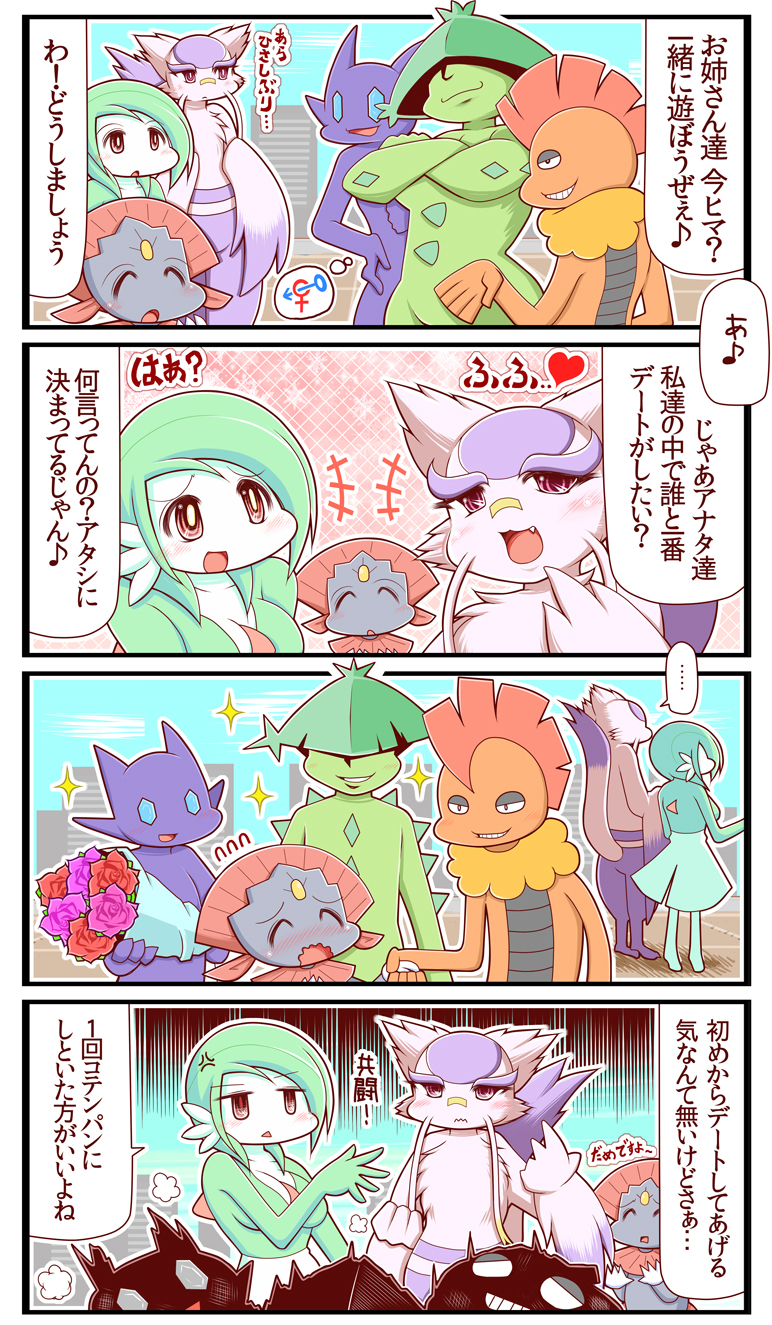 お姉さん達 今ヒマ?
一緒に遊ぼうぜぇ♪
あら
ひさしぶり…
わ!どうしましょう
あ♪
じゃあアナタ達
私達の中で誰と一番
デートがしたい?
ふふ…♥
はぁ?
何言ってんの?アタシに
決まってるじゃん♪
……
初めからデートしてあげる
気なんて無いけどさぁ…
だめですよ~
共闘!
1回コテンパンに
しといた方がいいよね